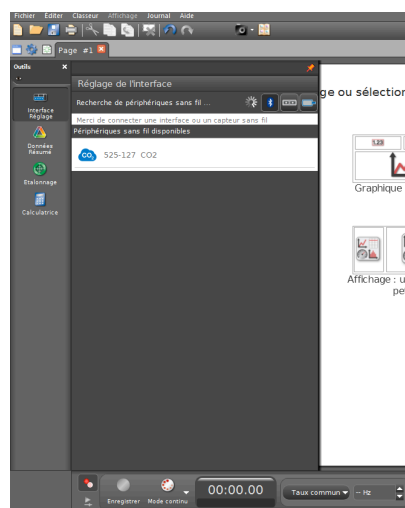 Fichier Editer Classeur Affichage Journal Aide
Page #1
Outils
Réglage de l'interface
Recherche de périphériques sans fil ...
ge ou sélection
Merci de connecter une interface ou un capteur sans fil
Interface
Réglage
Périphériques sans fil disponibles
1.23
CO₂ 525-127 CO2
Données
Résumé
Graphique
Etalonnage
Calculatrice
Affichage : u
pe
00:00.00
Taux commun
-- Hz
Enregistrer
Mode continu